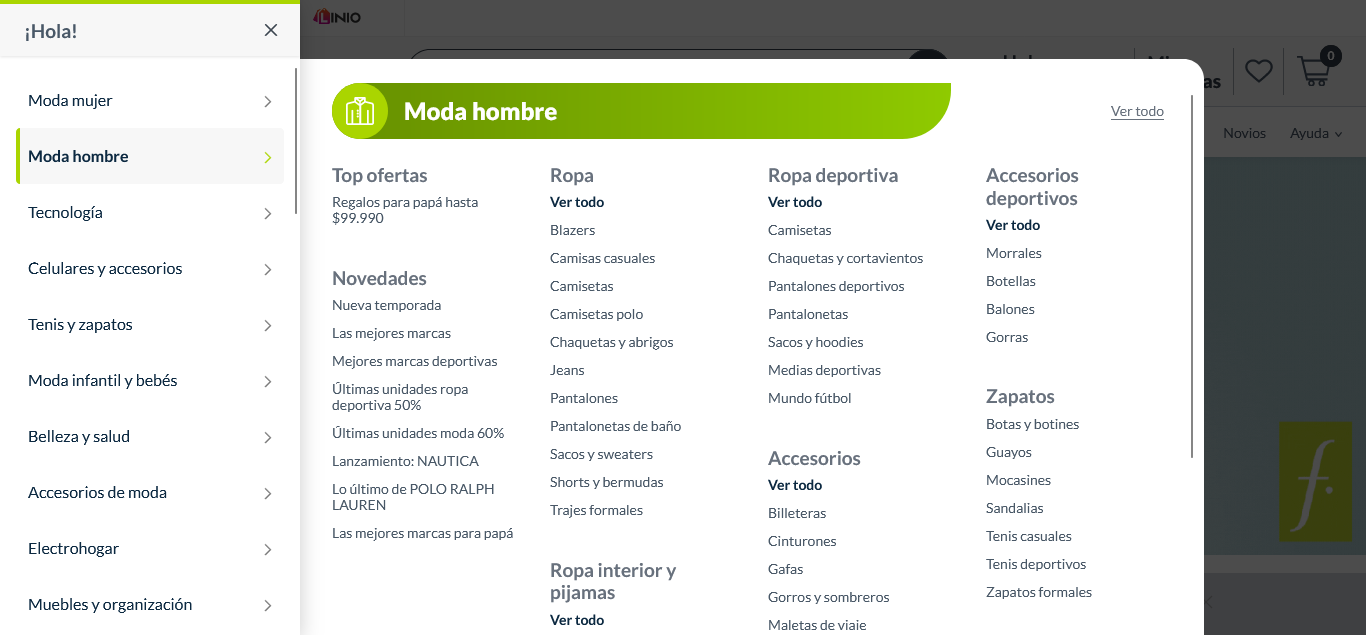 ¡Hola!
LINIO
0
Novios
Ayuda
Moda mujer
Moda hombre
Tecnología
Celulares y accesorios
Tenis y zapatos
Moda infantil y bebés
Belleza y salud
Accesorios de moda
Electrohogar
Muebles y organización
Moda hombre
Ver todo
Top ofertas
Regalos para papá hasta
$99.990
Novedades
Nueva temporada
Las mejores marcas
Mejores marcas deportivas
Últimas unidades ropa
deportiva 50%
Últimas unidades moda 60%
Lanzamiento: NAUTICA
Lo último de POLO RALPH
LAUREN
Las mejores marcas para papá
Ropa
Ver todo
Blazers
Camisas casuales
Camisetas
Camisetas polo
Chaquetas y abrigos
Jeans
Pantalones
Pantalonetas de baño
Sacos y sweaters
Shorts y bermudas
Trajes formales
Ropa interior y
pijamas
Ver todo
Ropa deportiva
Ver todo
Camisetas
Chaquetas y cortavientos
Pantalones deportivos
Pantalonetas
Sacos y hoodies
Medias deportivas
Mundo fútbol
Accesorios
Ver todo
Billeteras
Cinturones
Gafas
Gorros y sombreros
Maletas de viaje
Accesorios
deportivos
Ver todo
Morrales
Botellas
Balones
Gorras
Zapatos
Botas y botines
Guayos
Mocasines
Sandalias
Tenis casuales
Tenis deportivos
Zapatos formales
f.